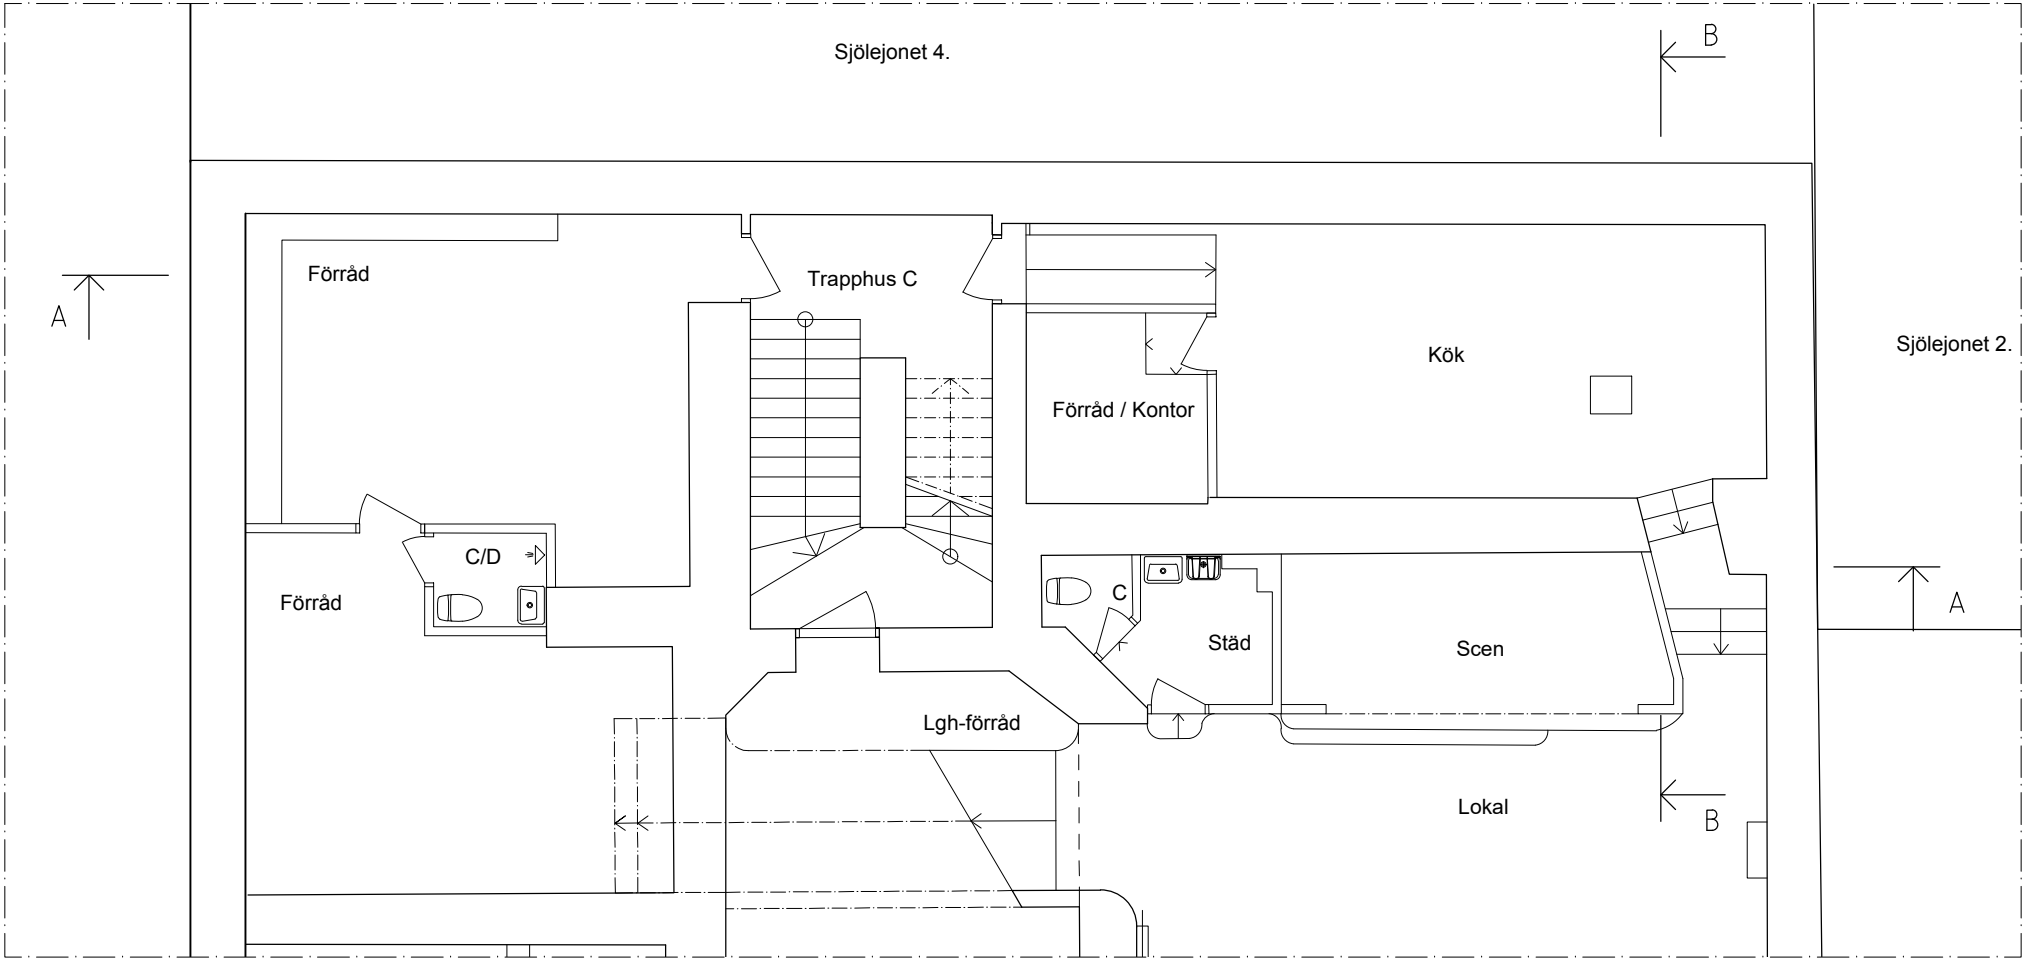 Sjölejonet 4.
B
Förråd
Trapphus C
A
Kök
Sjölejonet 2.
Förråd / Kontor
C/D
C
Förråd
A
Städ
Scen
Lgh-förråd
Lokal
B